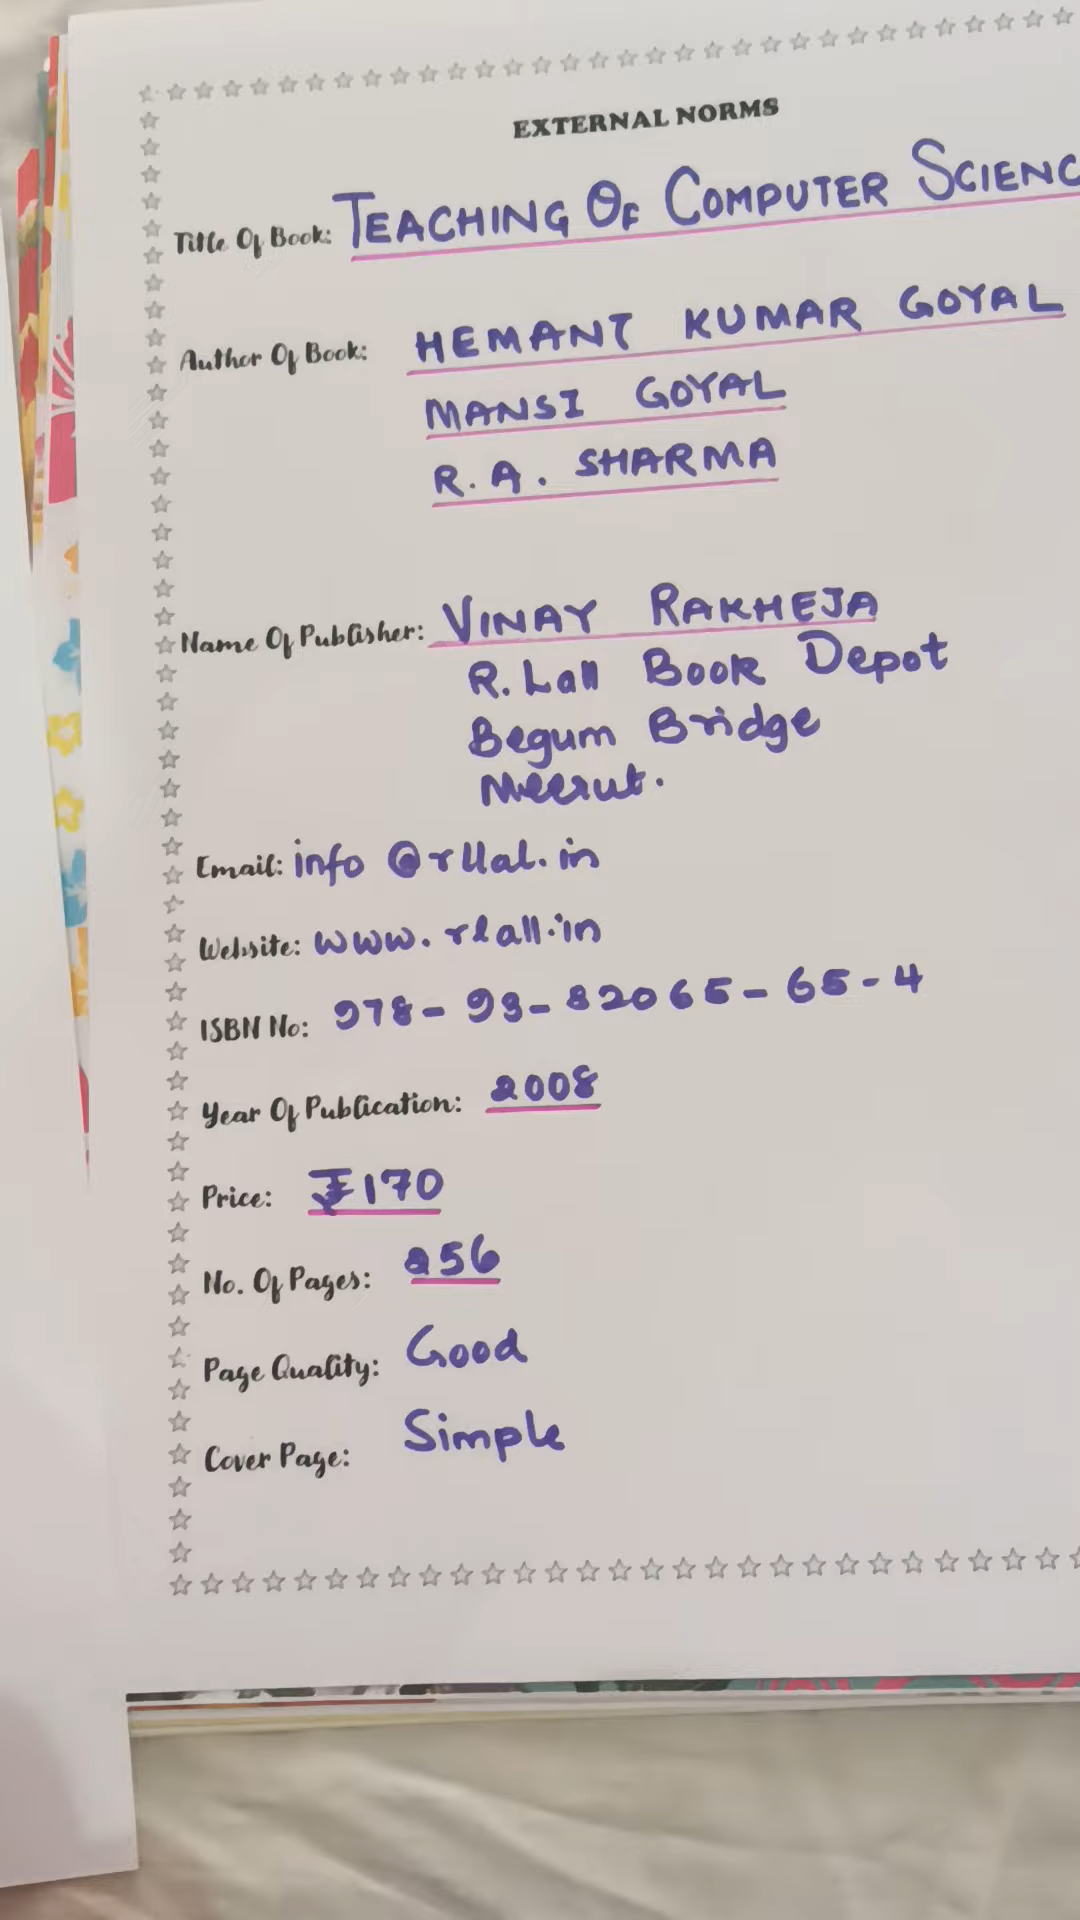 EXTERNAL NORMS
Title Of Book: TEACHING OF COMPUTER SCIENC
Author Of Book: HEMANT KUMAR GOYAL
MANSI GOYAL
R.A. SHARMA
Name Of Publisher: VINAY RAKHEJA
R. Lall Book Depot
Begum Bridge
Meerut.
Email: info @rllal.in
Website: www.rlall.in
ISBN No: 978-93-82065-65-4
Year Of Publication: 2008
Price: ₹170
No. Of Pages: 256
Page Quality: Good
Cover Page: Simple